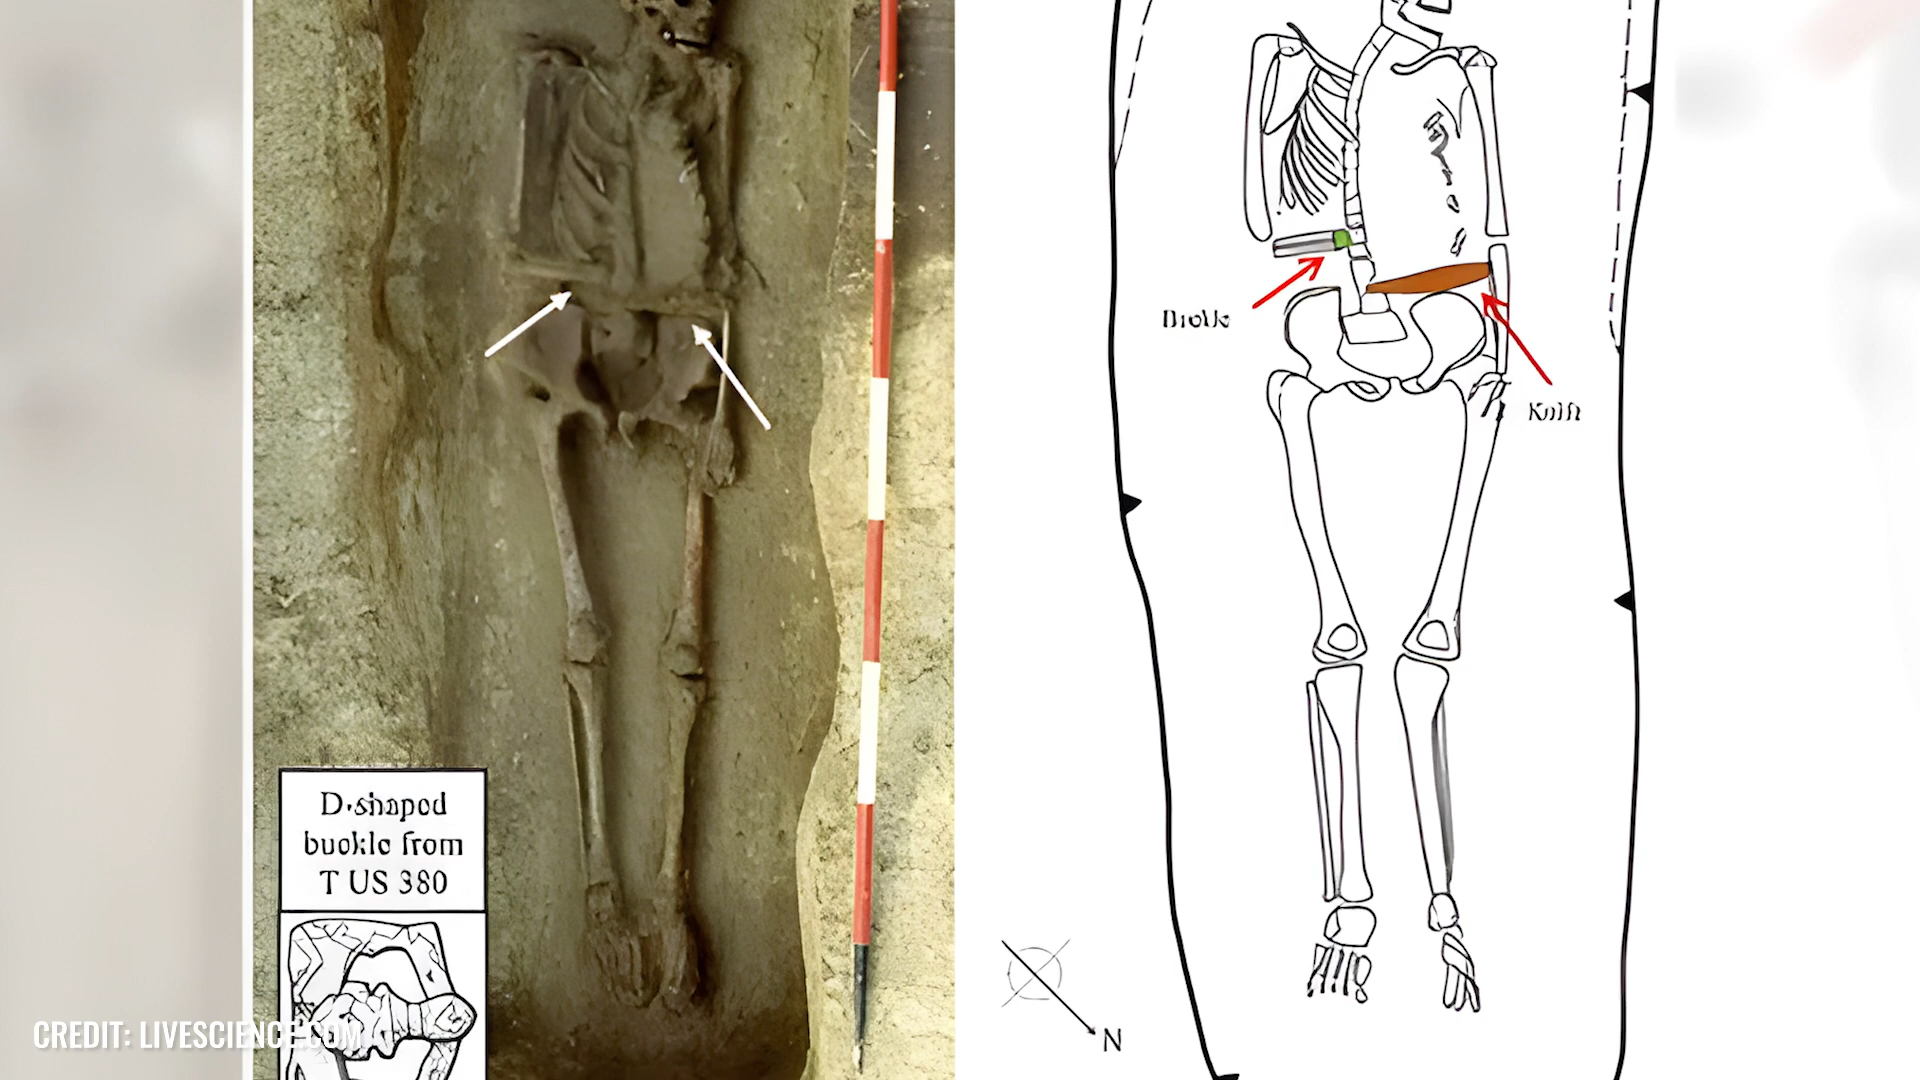 D-shaped
buckle from
T US 380
Knife
N
CREDIT: LIVESCIENCE.COM